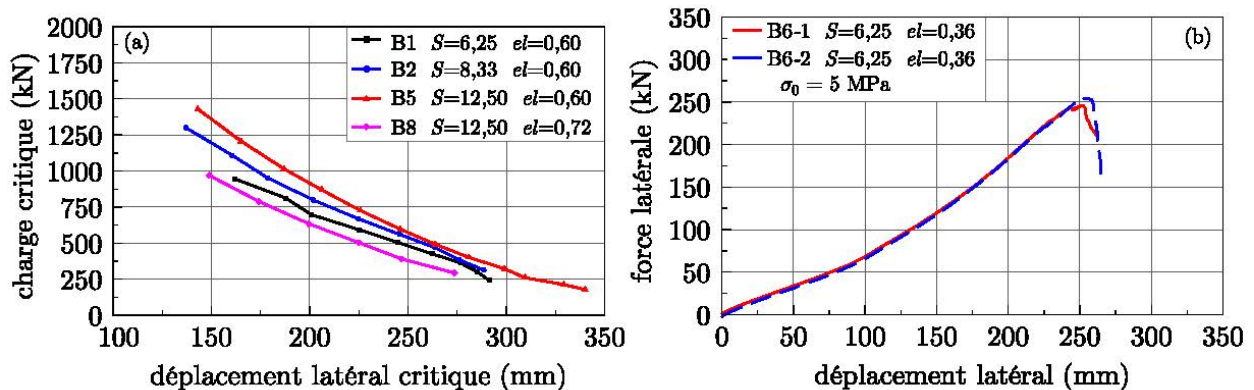 (a)
B1 S=6,25 el=0,60
B2 S=8,33 el=0,60
B5 S=12,50 el=0,60
B8 S=12,50 el=0,72
charge critique (kN)
2000
1750
1500
1250
1000
750
500
250
0
100 150 200 250 300 350
déplacement latéral critique (mm)
(b)
B6-1 S=6,25 el=0,36
B6-2 S=6,25 el=0,36
σ₀ = 5 MPa
force latérale (kN)
350
300
250
200
150
100
50
0
0 50 100 150 200 250 300 350
déplacement latéral (mm)